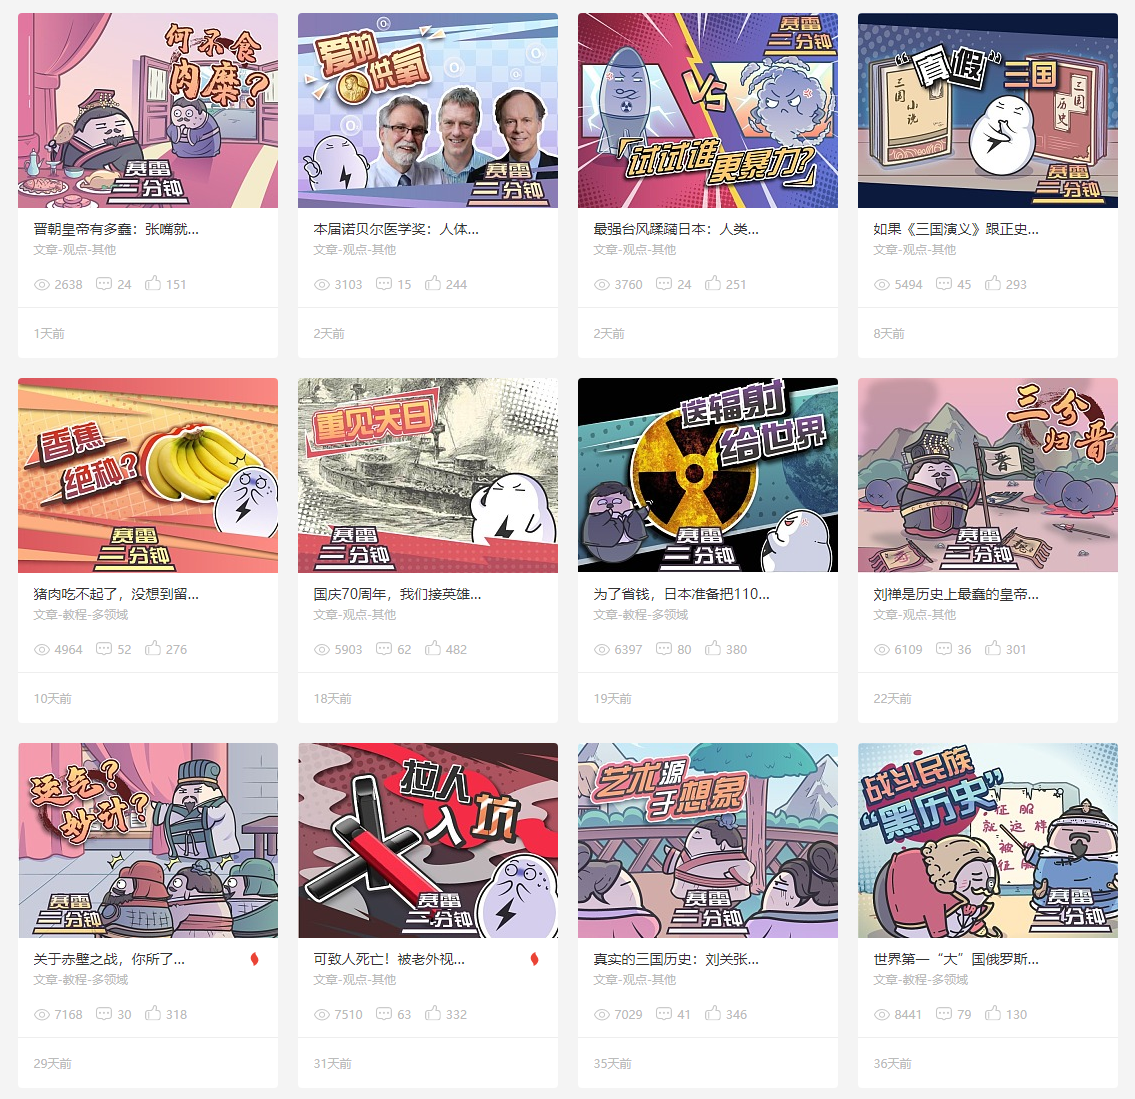 何不食
肉糜？
赛雷
三分钟
晋朝皇帝有多蠢：张嘴就...
文章-观点-其他
2638 24 151
1天前
爱的
供氧
赛雷
三分钟
本届诺贝尔医学奖：人体...
文章-观点-其他
3103 15 244
2天前
赛雷
三分钟
VS
「试试谁更暴力？」
最强台风蹂躏日本：人类...
文章-观点-其他
3760 24 251
2天前
“真假”三国
三国小说
三国历史
赛雷
三分钟
如果《三国演义》跟正史...
文章-观点-其他
5494 45 293
8天前
香蕉
绝种？
赛雷
三分钟
猪肉吃不起了，没想到留...
文章-教程-多领域
4964 52 276
10天前
重见天日
赛雷
三分钟
国庆70周年，我们接英雄...
文章-观点-其他
5903 62 482
18天前
送辐射
给世界
赛雷
三分钟
为了省钱，日本准备把110...
文章-教程-多领域
6397 80 380
19天前
三分
归晋
晋
赛雷
三分钟
刘禅是历史上最蠢的皇帝...
文章-观点-其他
6109 36 301
22天前
运气？
妙计？
赛雷
三分钟
关于赤壁之战，你所了...
文章-教程-多领域
7168 30 318
29天前
拉人
入坑
赛雷
三分钟
可致人死亡！被老外视...
文章-观点-其他
7510 63 332
31天前
艺术源
于想象
赛雷
三分钟
真实的三国历史：刘关张...
文章-观点-其他
7029 41 346
35天前
战斗民族
“黑历史”
征服
就这样
被
征服
赛雷
三分钟
世界第一“大”国俄罗斯...
文章-教程-多领域
8441 79 130
36天前